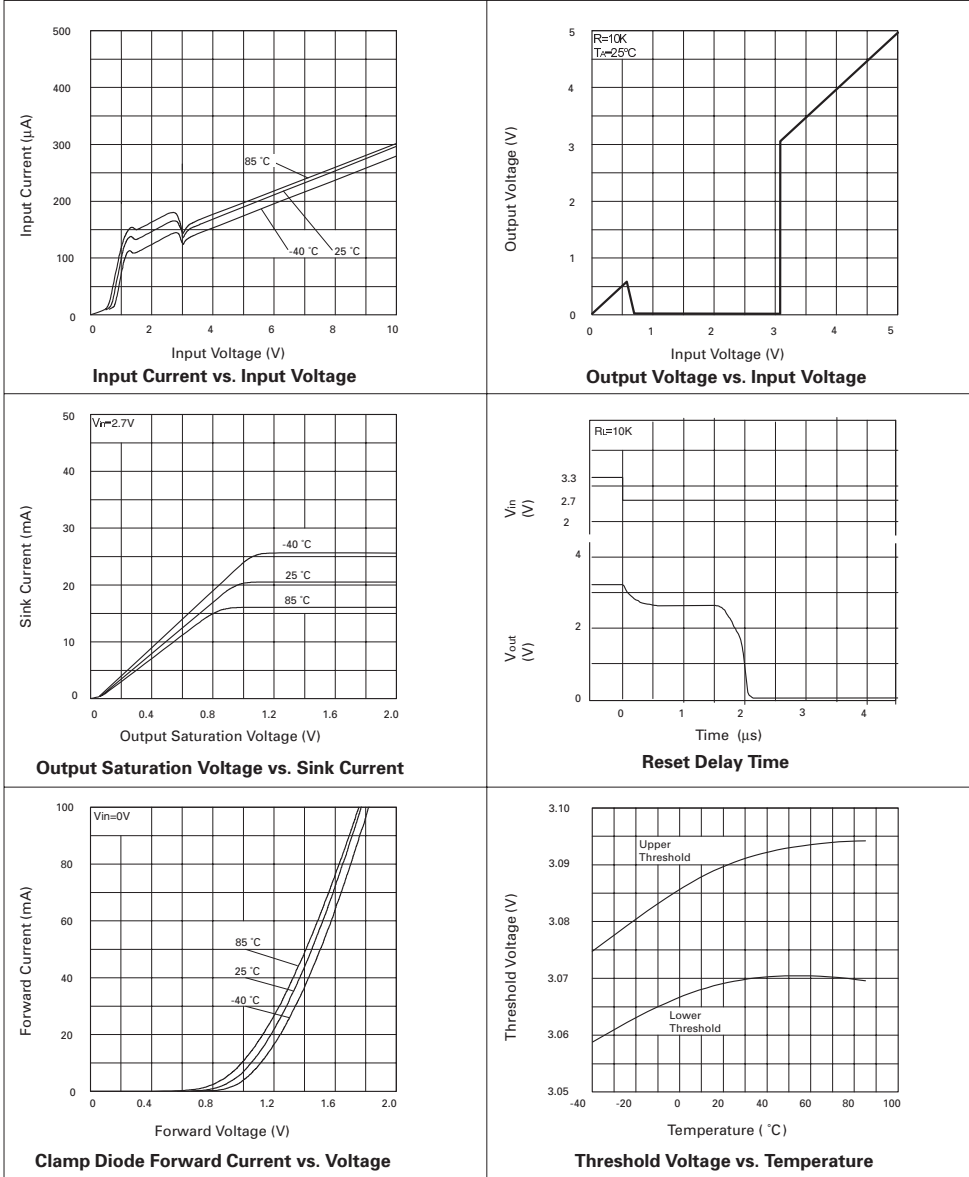 500
400
300
200
100
0
Input Current (μA)
85 ˚C
-40 ˚C
25 ˚C
0 2 4 6 8 10
Input Voltage (V)
Input Current vs. Input Voltage
R=10K
TA=25ºC
5
4
3
2
1
0
Output Voltage (V)
0 1 2 3 4 5
Input Voltage (V)
Output Voltage vs. Input Voltage
Vin=2.7V
50
40
30
20
10
0
Sink Current (mA)
-40 ˚C
25 ˚C
85 ˚C
0 0.4 0.8 1.2 1.6 2.0
Output Saturation Voltage (V)
Output Saturation Voltage vs. Sink Current
RL=10K
3.3
2.7
2
Vin
(V)
4
2
0
Vout
(V)
0 1 2 3 4
Time (μs)
Reset Delay Time
Vin=0V
100
80
60
40
20
0
Forward Current (mA)
85 ˚C
25 ˚C
-40 ˚C
0 0.4 0.8 1.2 1.6 2.0
Forward Voltage (V)
Clamp Diode Forward Current vs. Voltage
3.10
3.09
3.08
3.07
3.06
3.05
Threshold Voltage (V)
Upper
Threshold
Lower
Threshold
-40 -20 0 20 40 60 80 100
Temperature ( ˚C)
Threshold Voltage vs. Temperature